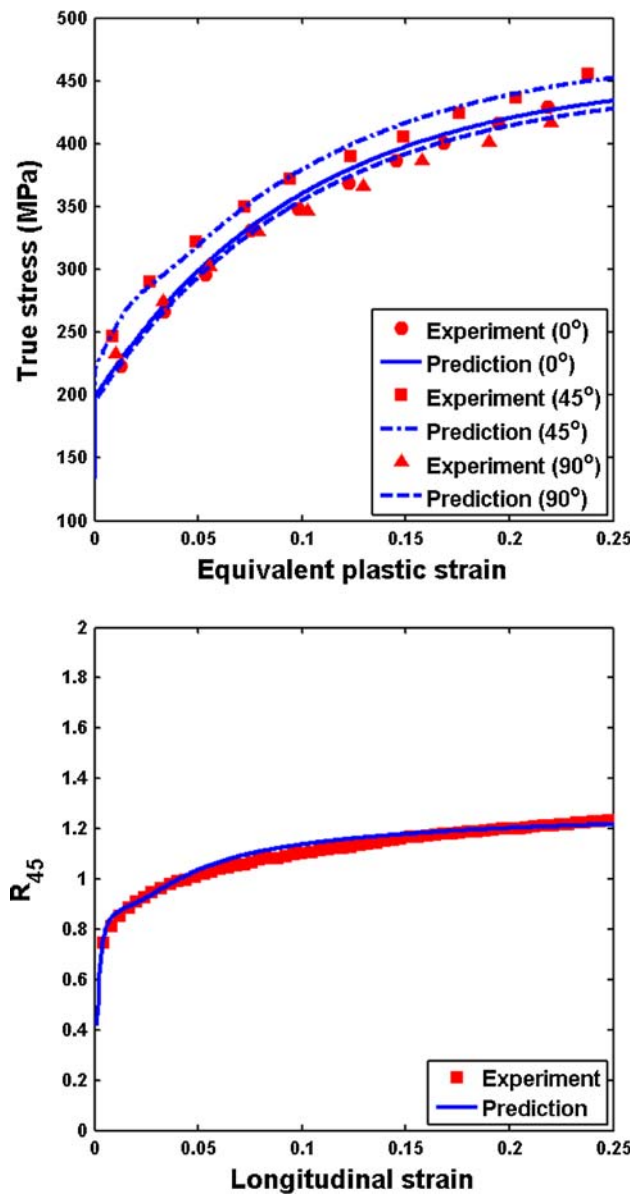 500
450
400
350
300
250
200
150
100
True stress (MPa)
Experiment (0°)
Prediction (0°)
Experiment (45°)
Prediction (45°)
Experiment (90°)
Prediction (90°)
0 0.05 0.1 0.15 0.2 0.25
Equivalent plastic strain
2
1.8
1.6
1.4
1.2
1
0.8
0.6
0.4
0.2
0
R45
Experiment
Prediction
0 0.05 0.1 0.15 0.2 0.25
Longitudinal strain